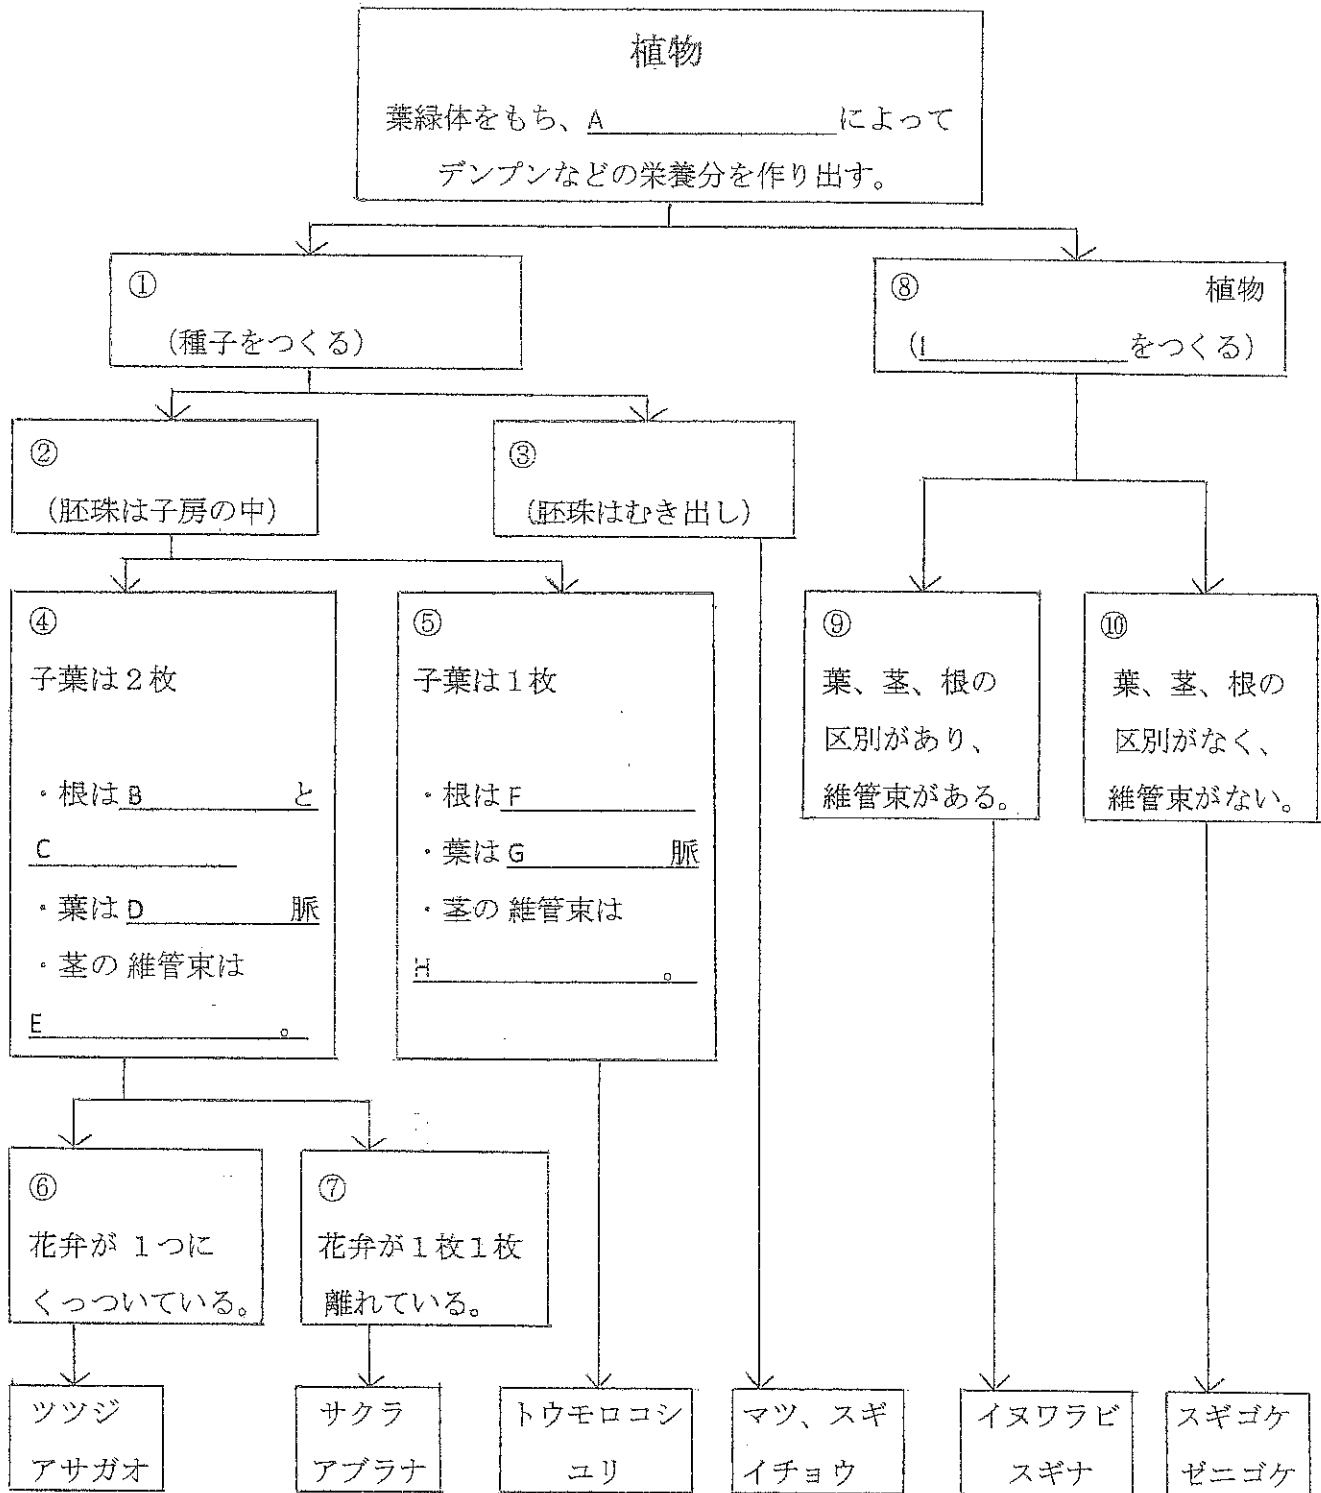 植物
葉緑体をもち、Aによって
デンプンなどの栄養分を作り出す。
①
(種子をつくる)
⑧ 植物
(Iをつくる)
②
(胚珠は子房の中)
③
(胚珠はむき出し)
④
子葉は2枚
・根はB と
C
・葉はD 脈
・茎の維管束は
E 。
⑤
子葉は1枚
・根はF
・葉はG 脈
・茎の維管束は
H 。
⑨
葉、茎、根の
区別があり、
維管束がある。
⑩
葉、茎、根の
区別がなく、
維管束がない。
⑥
花弁が1つに
くっついている。
⑦
花弁が1枚1枚
離れている。
ツツジ
アサガオ
サクラ
アブラナ
トウモロコシ
ユリ
マツ、スギ
イチョウ
イヌワラビ
スギナ
スギゴケ
ゼニゴケ